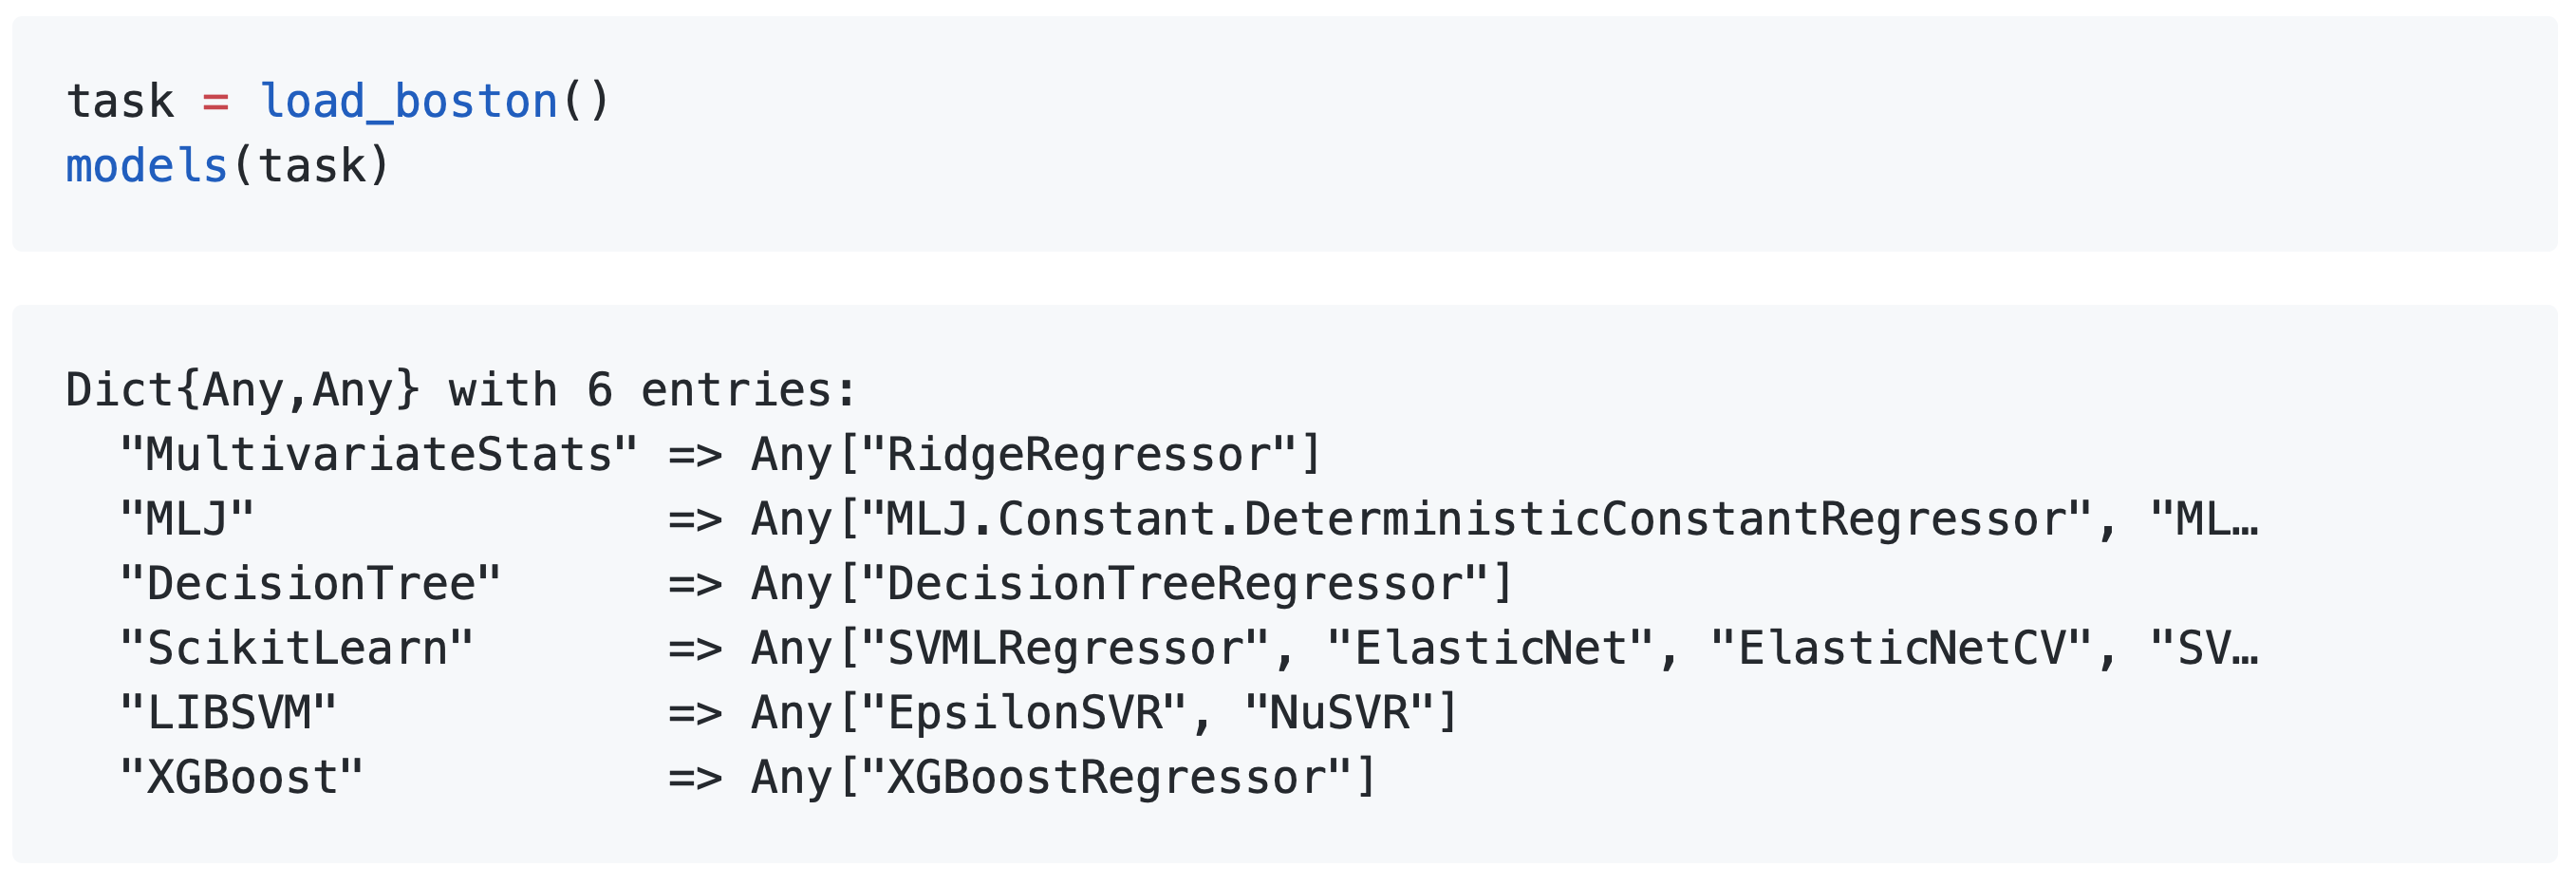 task = load_boston()
models(task)
Dict{Any,Any} with 6 entries:
  "MultivariateStats" => Any["RidgeRegressor"]
  "MLJ"               => Any["MLJ.Constant.DeterministicConstantRegressor", "ML…
  "DecisionTree"      => Any["DecisionTreeRegressor"]
  "ScikitLearn"       => Any["SVMLRegressor", "ElasticNet", "ElasticNetCV", "SV…
  "LIBSVM"            => Any["EpsilonSVR", "NuSVR"]
  "XGBoost"           => Any["XGBoostRegressor"]